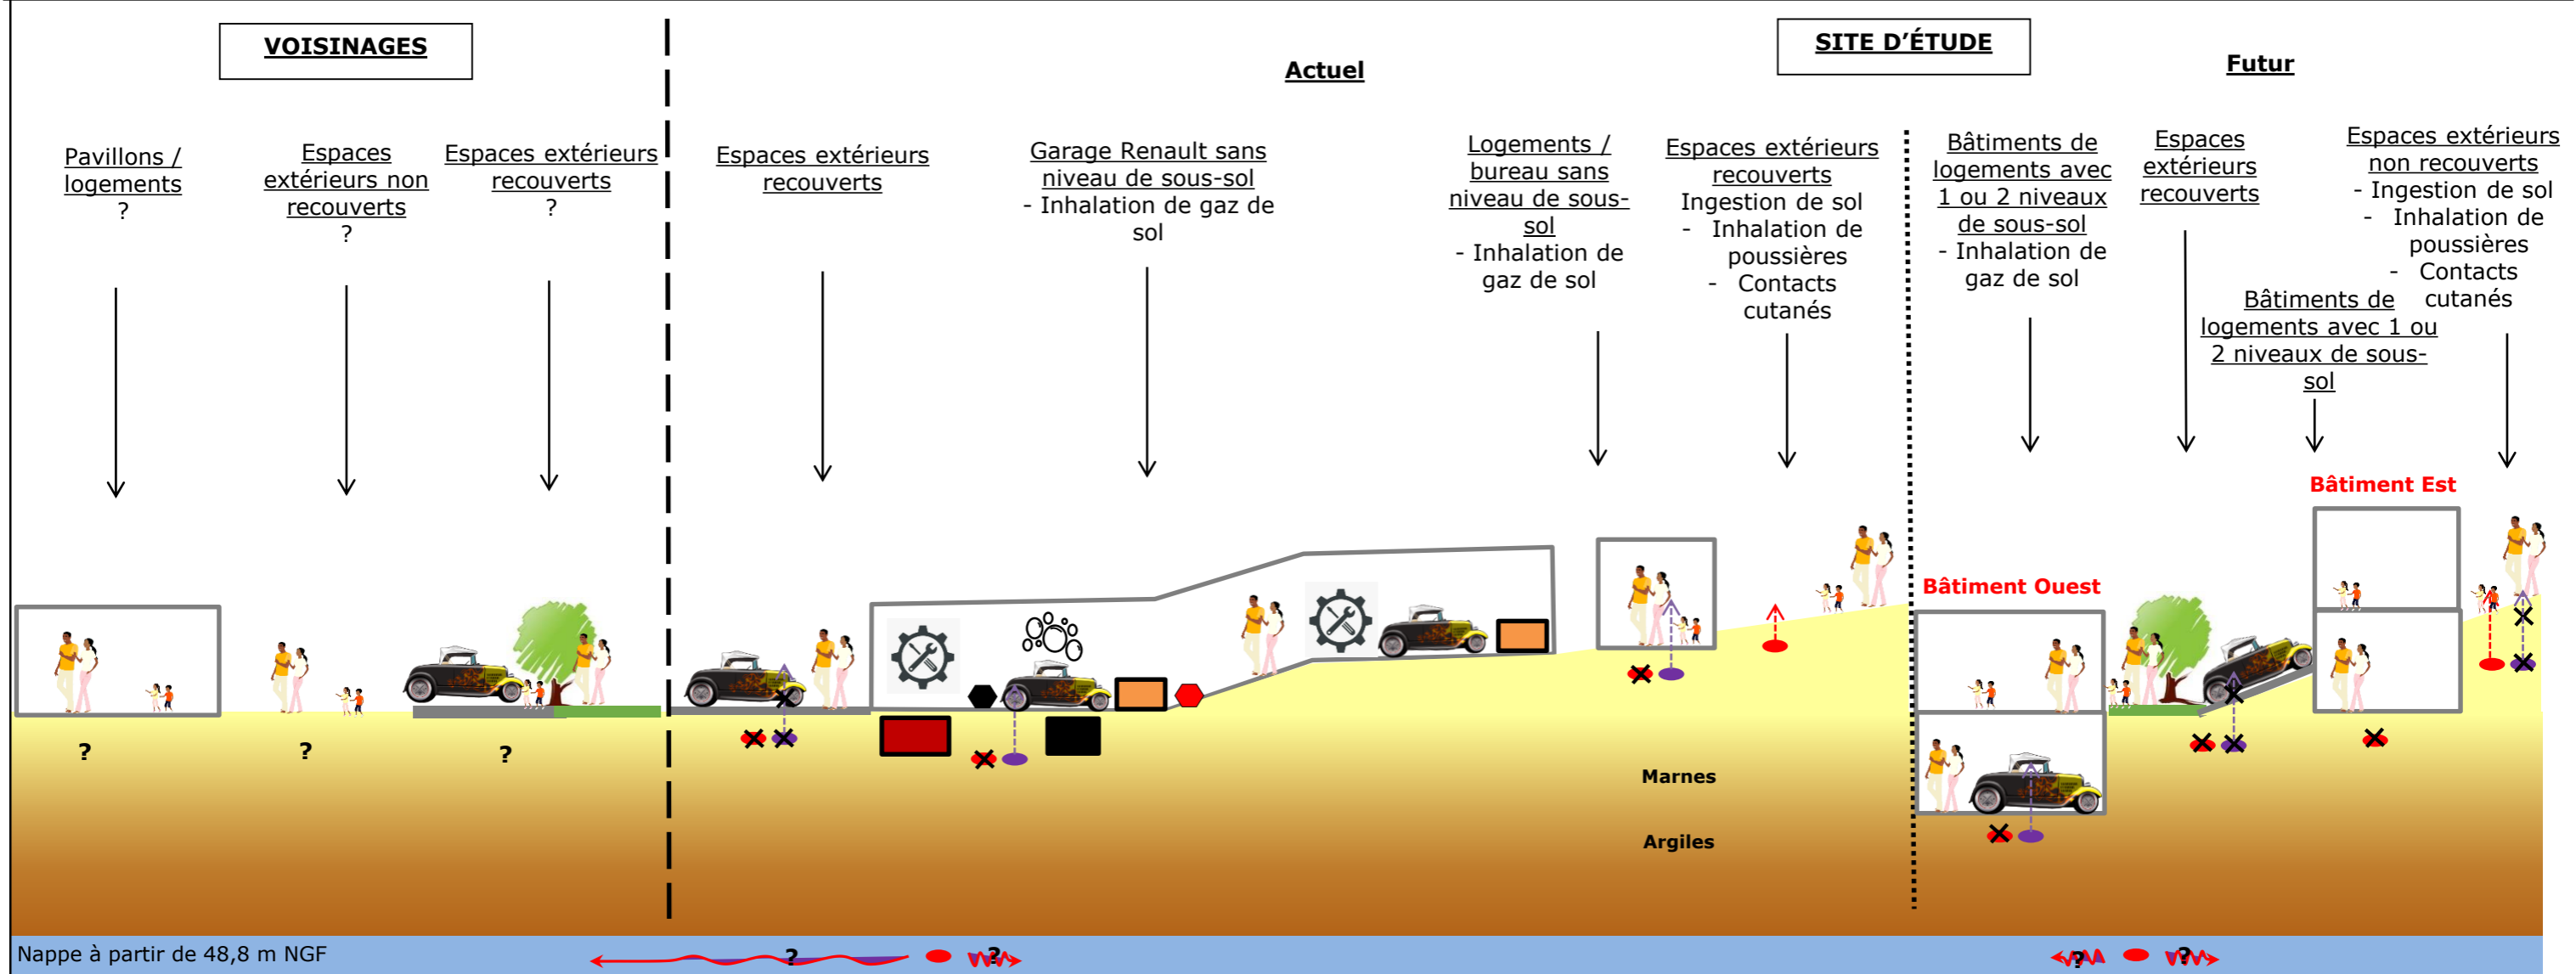 VOISINAGES
SITE D'ÉTUDE
Actuel
Futur
Pavillons /
logements
?
Espaces
extérieurs non
recouverts
?
Espaces extérieurs
recouverts
?
Espaces extérieurs
recouverts
Garage Renault sans
niveau de sous-sol
- Inhalation de gaz de
sol
Logements /
bureau sans
niveau de sous-
sol
- Inhalation de
gaz de sol
Espaces extérieurs
recouverts
Ingestion de sol
- Inhalation de
poussières
- Contacts
cutanés
Bâtiments de
logements avec
1 ou 2 niveaux
de sous-sol
- Inhalation de
gaz de sol
Espaces
extérieurs
recouverts
Bâtiments de
logements avec 1 ou
2 niveaux de sous-
sol
Espaces extérieurs
non recouverts
- Ingestion de sol
- Inhalation de
poussières
- Contacts
cutanés
Bâtiment Est
Bâtiment Ouest
? ? ?
Marnes
Argiles
Nappe à partir de 48,8 m NGF
? ? ? ?